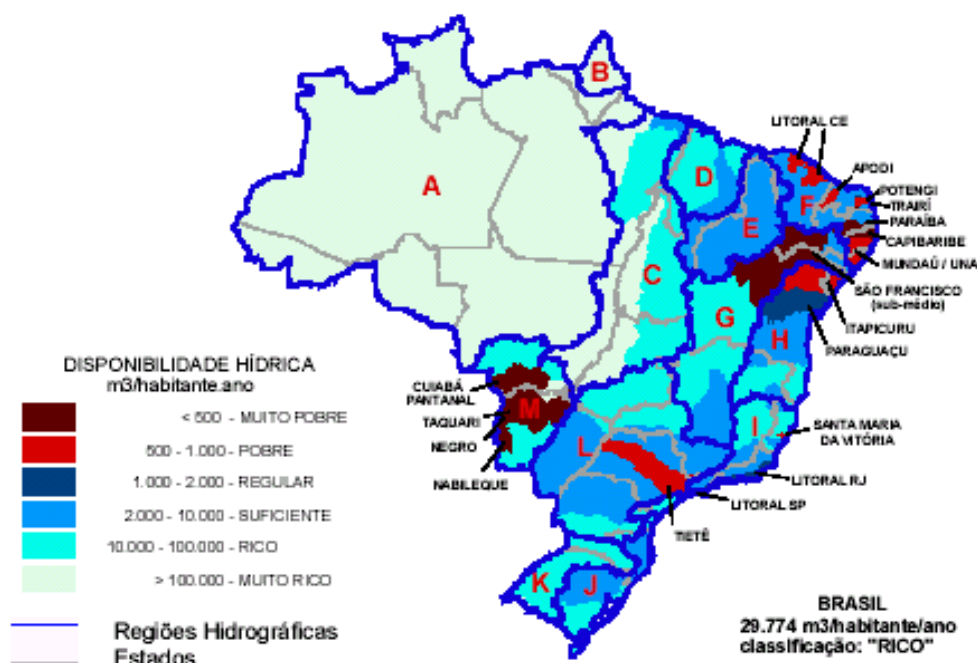 B
LITORAL CE
APODI
A
D
POTENGI
F
TRAIRÍ
E
PARAÍBA
CAPIBARIBE
MUNDAÚ / UNA
C
SÃO FRANCISCO
(sub-médio)
G
ITAPICURU
H
PARAGUAÇU
DISPONIBILIDADE HÍDRICA
m3/habitante.ano
< 500 - MUITO POBRE
500 - 1.000 - POBRE
1.000 - 2.000 - REGULAR
2.000 - 10.000 - SUFICIENTE
10.000 - 100.000 - RICO
> 100.000 - MUITO RICO
Regiões Hidrográficas
Estados
CUIABÁ
PANTANAL
M
TAQUARI
NEGRO
NABILEQUE
I
SANTA MARIA
DA VITÓRIA
L
LITORAL RJ
LITORAL SP
TIETÊ
K
J
BRASIL
29.774 m3/habitante/ano
classificação: "RICO"